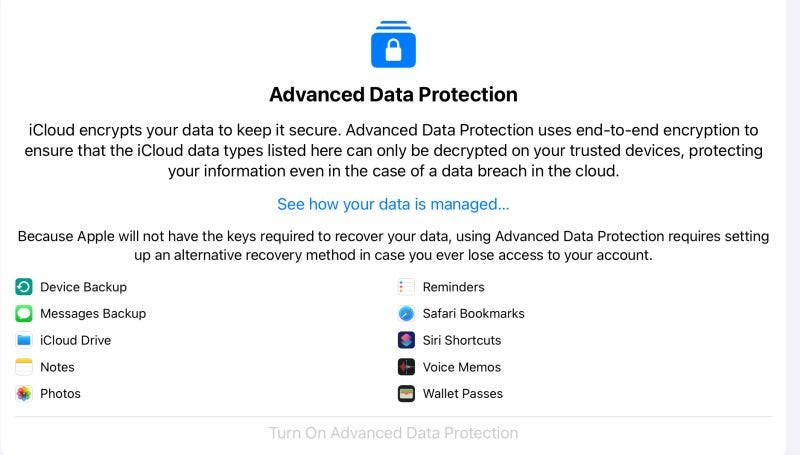 Advanced Data Protection
iCloud encrypts your data to keep it secure. Advanced Data Protection uses end-to-end encryption to
ensure that the iCloud data types listed here can only be decrypted on your trusted devices, protecting
your information even in the case of a data breach in the cloud.
See how your data is managed...
Because Apple will not have the keys required to recover your data, using Advanced Data Protection requires setting
up an alternative recovery method in case you ever lose access to your account.
Device Backup
Messages Backup
iCloud Drive
Notes
Photos
Reminders
Safari Bookmarks
Siri Shortcuts
Voice Memos
Wallet Passes
Turn On Advanced Data Protection